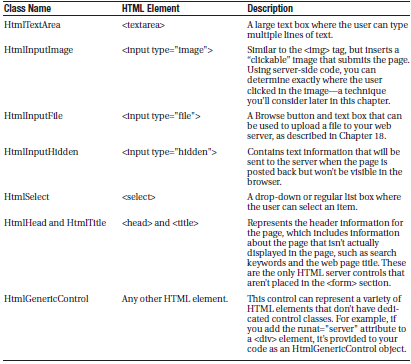 Class Name HTML Element Description
HtmlTextArea <textarea> A large text box where the user can type
multiple lines of text.
HtmlInputImage <input type="image"> Similar to the <img> tag, but inserts a
"clickable" image that submits the page.
Using server-side code, you can
determine exactly where the user
clicked in the image—a technique
you'll consider later in this chapter.
HtmlInputFile <input type="file"> A Browse button and text box that can
be used to upload a file to your web
server, as described in Chapter 18.
HtmlInputHidden <input type="hidden"> Contains text information that will be
sent to the server when the page is
posted back but won't be visible in the
browser.
HtmlSelect <select> A drop-down or regular list box where
the user can select an item.
HtmlHead and HtmlTitle <head> and <title> Represents the header information for
the page, which includes information
about the page that isn't actually
displayed in the page, such as search
keywords and the web page title. These
are the only HTML server controls that
aren't placed in the <form> section.
HtmlGenericControl Any other HTML element. This control can represent a variety of
HTML elements that don't have dedi-
cated control classes. For example, if
you add the runat="server" attribute to
a <div> element, it's provided to your
code as an HtmlGenericControl object.